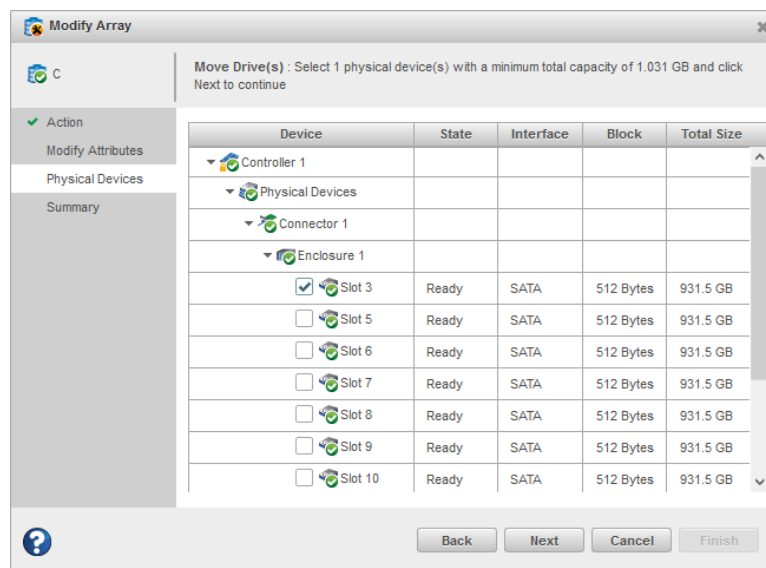 Modify Array
C
Move Drive(s) : Select 1 physical device(s) with a minimum total capacity of 1.031 GB and click
Next to continue
Action
Modify Attributes
Physical Devices
Summary
Device State Interface Block Total Size
Controller 1
Physical Devices
Connector 1
Enclosure 1
Slot 3 Ready SATA 512 Bytes 931.5 GB
Slot 5 Ready SATA 512 Bytes 931.5 GB
Slot 6 Ready SATA 512 Bytes 931.5 GB
Slot 7 Ready SATA 512 Bytes 931.5 GB
Slot 8 Ready SATA 512 Bytes 931.5 GB
Slot 9 Ready SATA 512 Bytes 931.5 GB
Slot 10 Ready SATA 512 Bytes 931.5 GB
? Back Next Cancel Finish